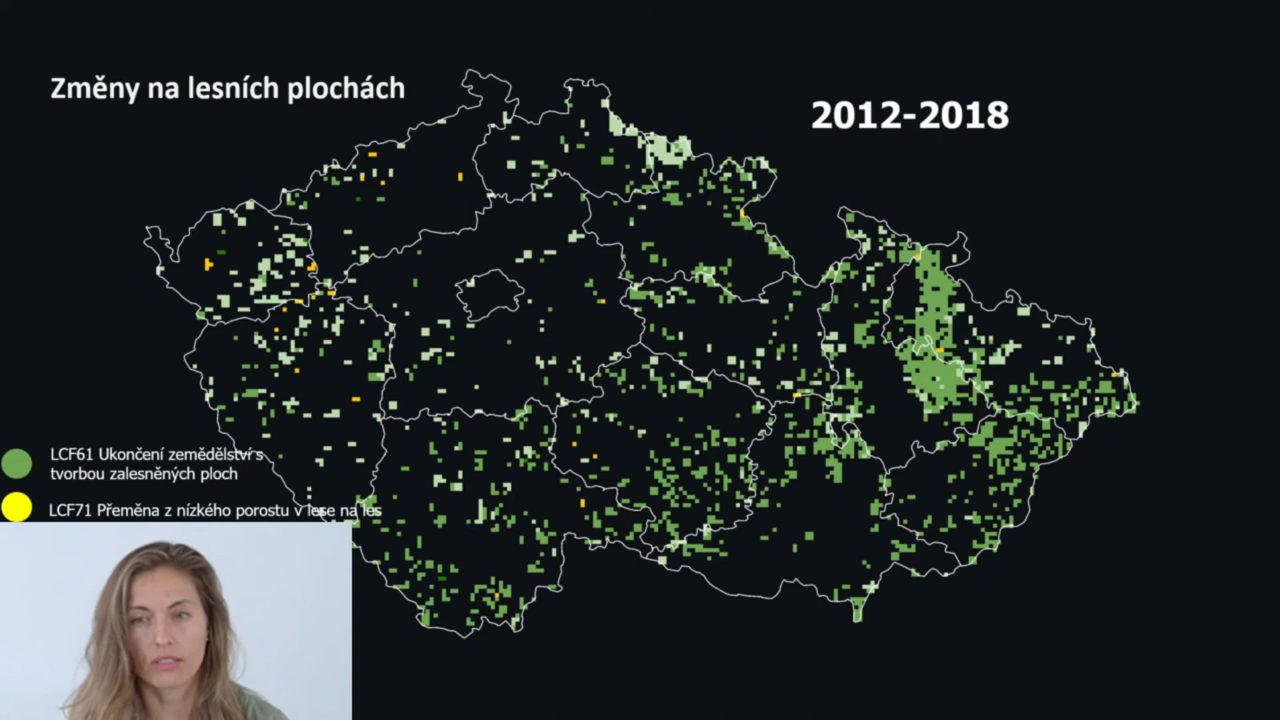 Změny na lesních plochách
2012-2018
LCF61 Ukončení zemědělství s
tvorbou zalesněných ploch
LCF71 Přeměna z nízkého porostu v lese na les